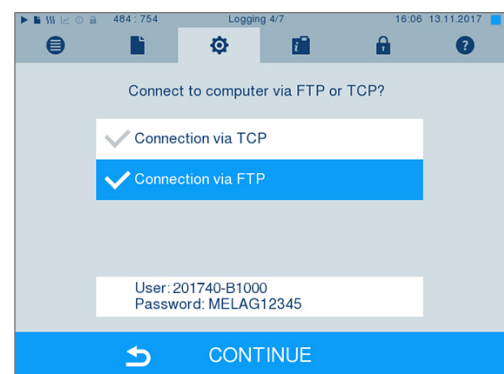 484 : 754 Logging 4/7 16:06 13.11.2017
Connect to computer via FTP or TCP?
Connection via TCP
Connection via FTP
User: 201740-B1000
Password: MELAG12345
CONTINUE